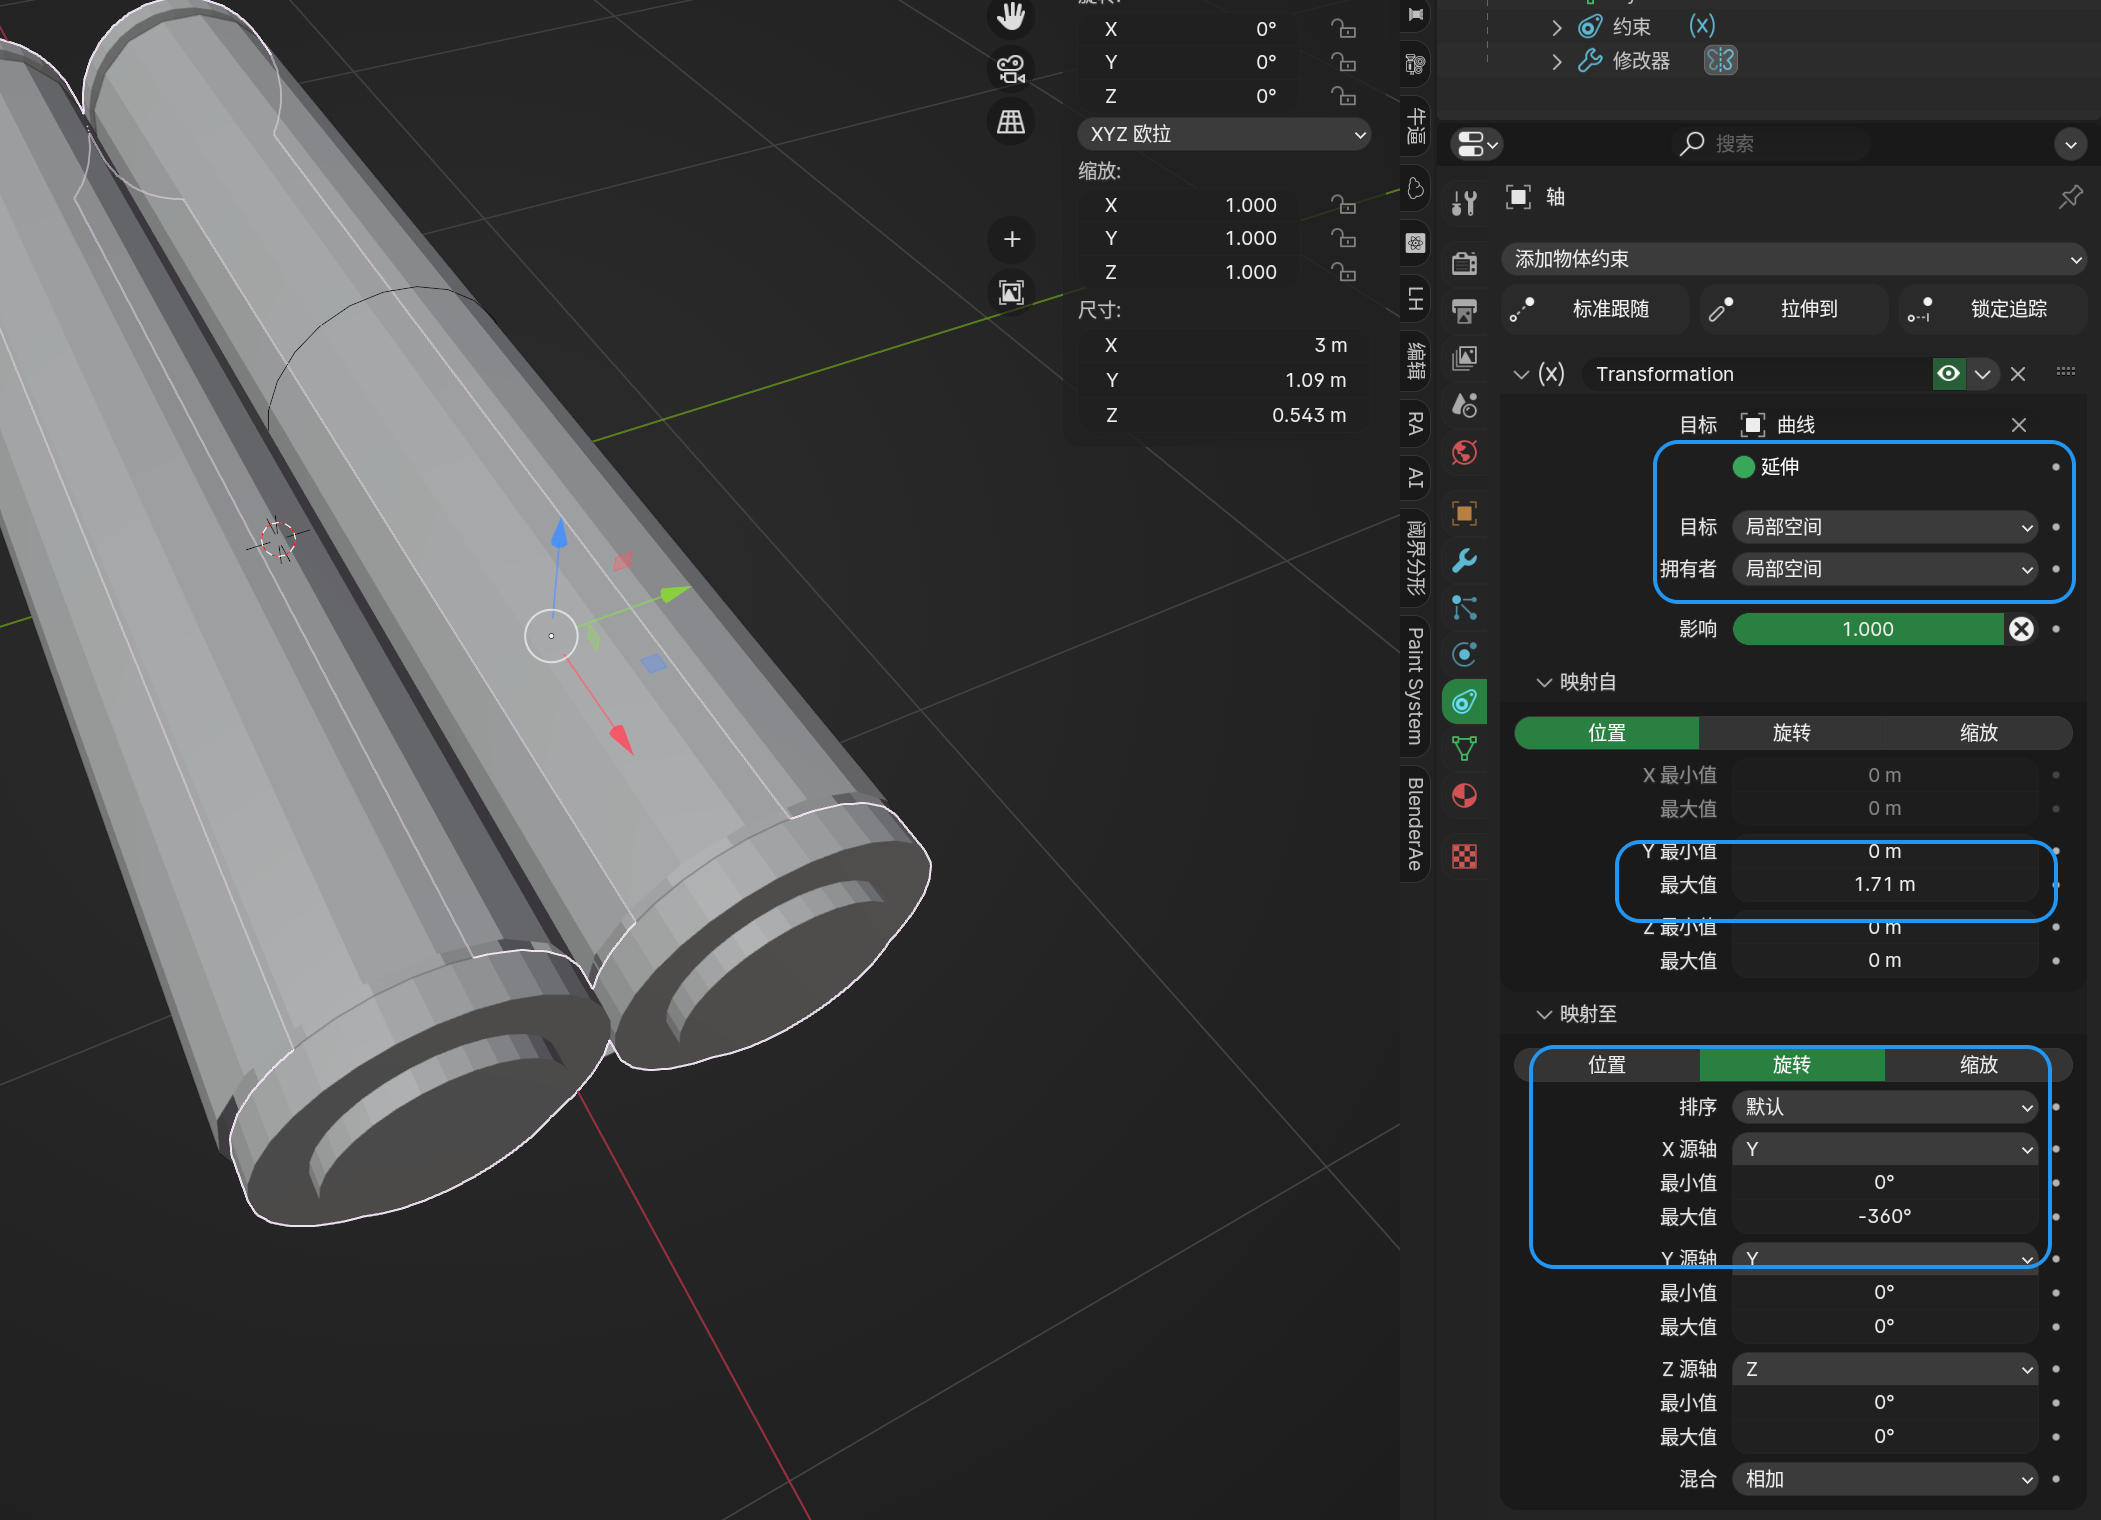 X 0°
Y 0°
Z 0°
XYZ 欧拉
缩放:
X 1.000
Y 1.000
Z 1.000
尺寸:
X 3 m
Y 1.09 m
Z 0.543 m
牛逼
LH
编辑
RA
AI
阈界分形
Paint System
BlenderAe
约束
修改器
搜索
轴
添加物体约束
标准跟随 拉伸到 锁定追踪
Transformation
目标 曲线
延伸
目标 局部空间
拥有者 局部空间
影响 1.000
映射自
位置 旋转 缩放
X 最小值 0 m
最大值 0 m
Y 最小值 0 m
最大值 1.71 m
Z 最小值 0 m
最大值 0 m
映射至
位置 旋转 缩放
排序 默认
X 源轴 Y
最小值 0°
最大值 -360°
Y 源轴 Y
最小值 0°
最大值 0°
Z 源轴 Z
最小值 0°
最大值 0°
混合 相加